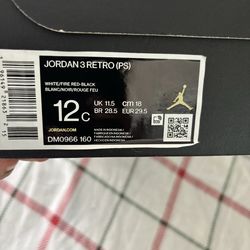 JORDAN 3 RETRO (PS)
WHITE/FIRE RED-BLACK
BLANC/NOIR/ROUGE FEU
12C
UK 11.5
cm 18
BR 28.5
EUR 29.5
JORDAN.COM
MADE IN INDONESIA
DM0966 160